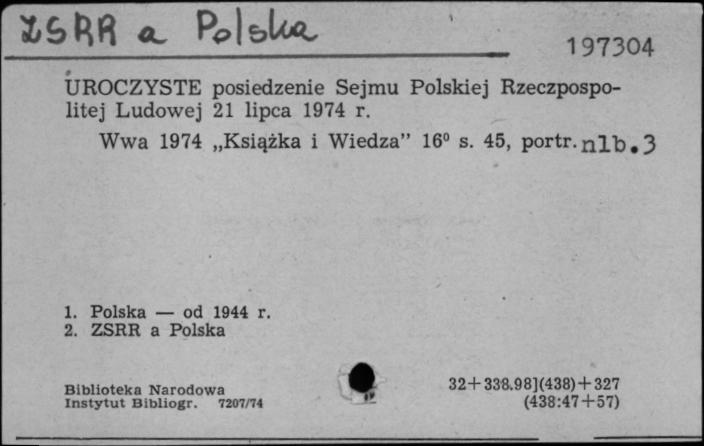 ZSRR a Polska
197304
UROCZYSTE posiedzenie Sejmu Polskiej Rzeczpospo-
litej Ludowej 21 lipca 1974 r.
Wwa 1974 „Książka i Wiedza” 16⁰ s. 45, portr. nlb. 3
1. Polska — od 1944 r.
2. ZSRR a Polska
Biblioteka Narodowa
Instytut Bibliogr. 7207/74
32+338.98](438)+327
(438:47+57)